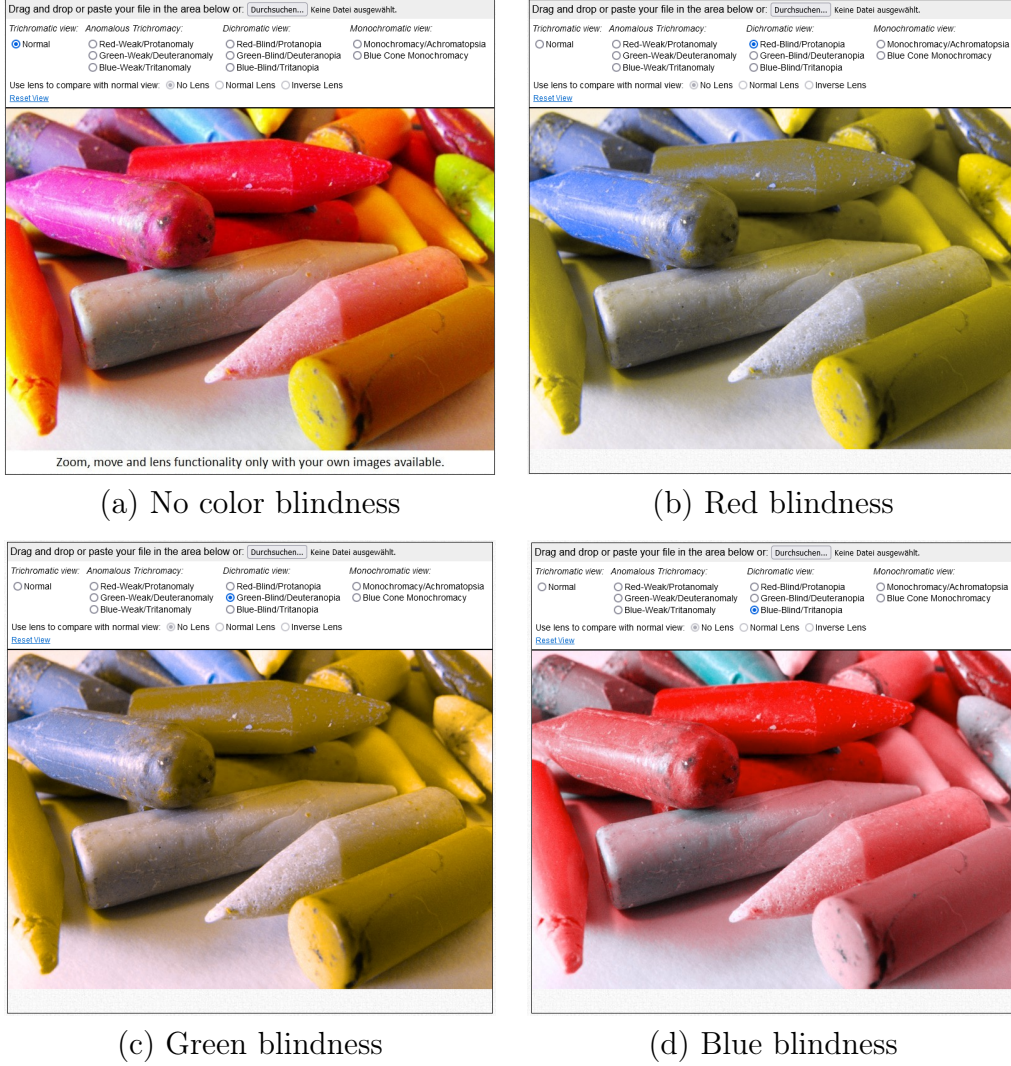 Drag and drop or paste your file in the area below or: Durchsuchen... Keine Datei ausgewählt.
Trichromatic view: Anomalous Trichromacy: Dichromatic view: Monochromatic view:
Normal Red-Weak/Protanomaly Red-Blind/Protanopia Monochromacy/Achromatopsia
Green-Weak/Deuteranomaly Green-Blind/Deuteranopia Blue Cone Monochromacy
Blue-Weak/Tritanomaly Blue-Blind/Tritanopia
Use lens to compare with normal view: No Lens Normal Lens Inverse Lens
Reset View
Zoom, move and lens functionality only with your own images available.
(a) No color blindness
Drag and drop or paste your file in the area below or: Durchsuchen... Keine Datei ausgewählt.
Trichromatic view: Anomalous Trichromacy: Dichromatic view: Monochromatic view:
Normal Red-Weak/Protanomaly Red-Blind/Protanopia Monochromacy/Achromatopsia
Green-Weak/Deuteranomaly Green-Blind/Deuteranopia Blue Cone Monochromacy
Blue-Weak/Tritanomaly Blue-Blind/Tritanopia
Use lens to compare with normal view: No Lens Normal Lens Inverse Lens
Reset View
(b) Red blindness
Drag and drop or paste your file in the area below or: Durchsuchen... Keine Datei ausgewählt.
Trichromatic view: Anomalous Trichromacy: Dichromatic view: Monochromatic view:
Normal Red-Weak/Protanomaly Red-Blind/Protanopia Monochromacy/Achromatopsia
Green-Weak/Deuteranomaly Green-Blind/Deuteranopia Blue Cone Monochromacy
Blue-Weak/Tritanomaly Blue-Blind/Tritanopia
Use lens to compare with normal view: No Lens Normal Lens Inverse Lens
Reset View
(c) Green blindness
Drag and drop or paste your file in the area below or: Durchsuchen... Keine Datei ausgewählt.
Trichromatic view: Anomalous Trichromacy: Dichromatic view: Monochromatic view:
Normal Red-Weak/Protanomaly Red-Blind/Protanopia Monochromacy/Achromatopsia
Green-Weak/Deuteranomaly Green-Blind/Deuteranopia Blue Cone Monochromacy
Blue-Weak/Tritanomaly Blue-Blind/Tritanopia
Use lens to compare with normal view: No Lens Normal Lens Inverse Lens
Reset View
(d) Blue blindness